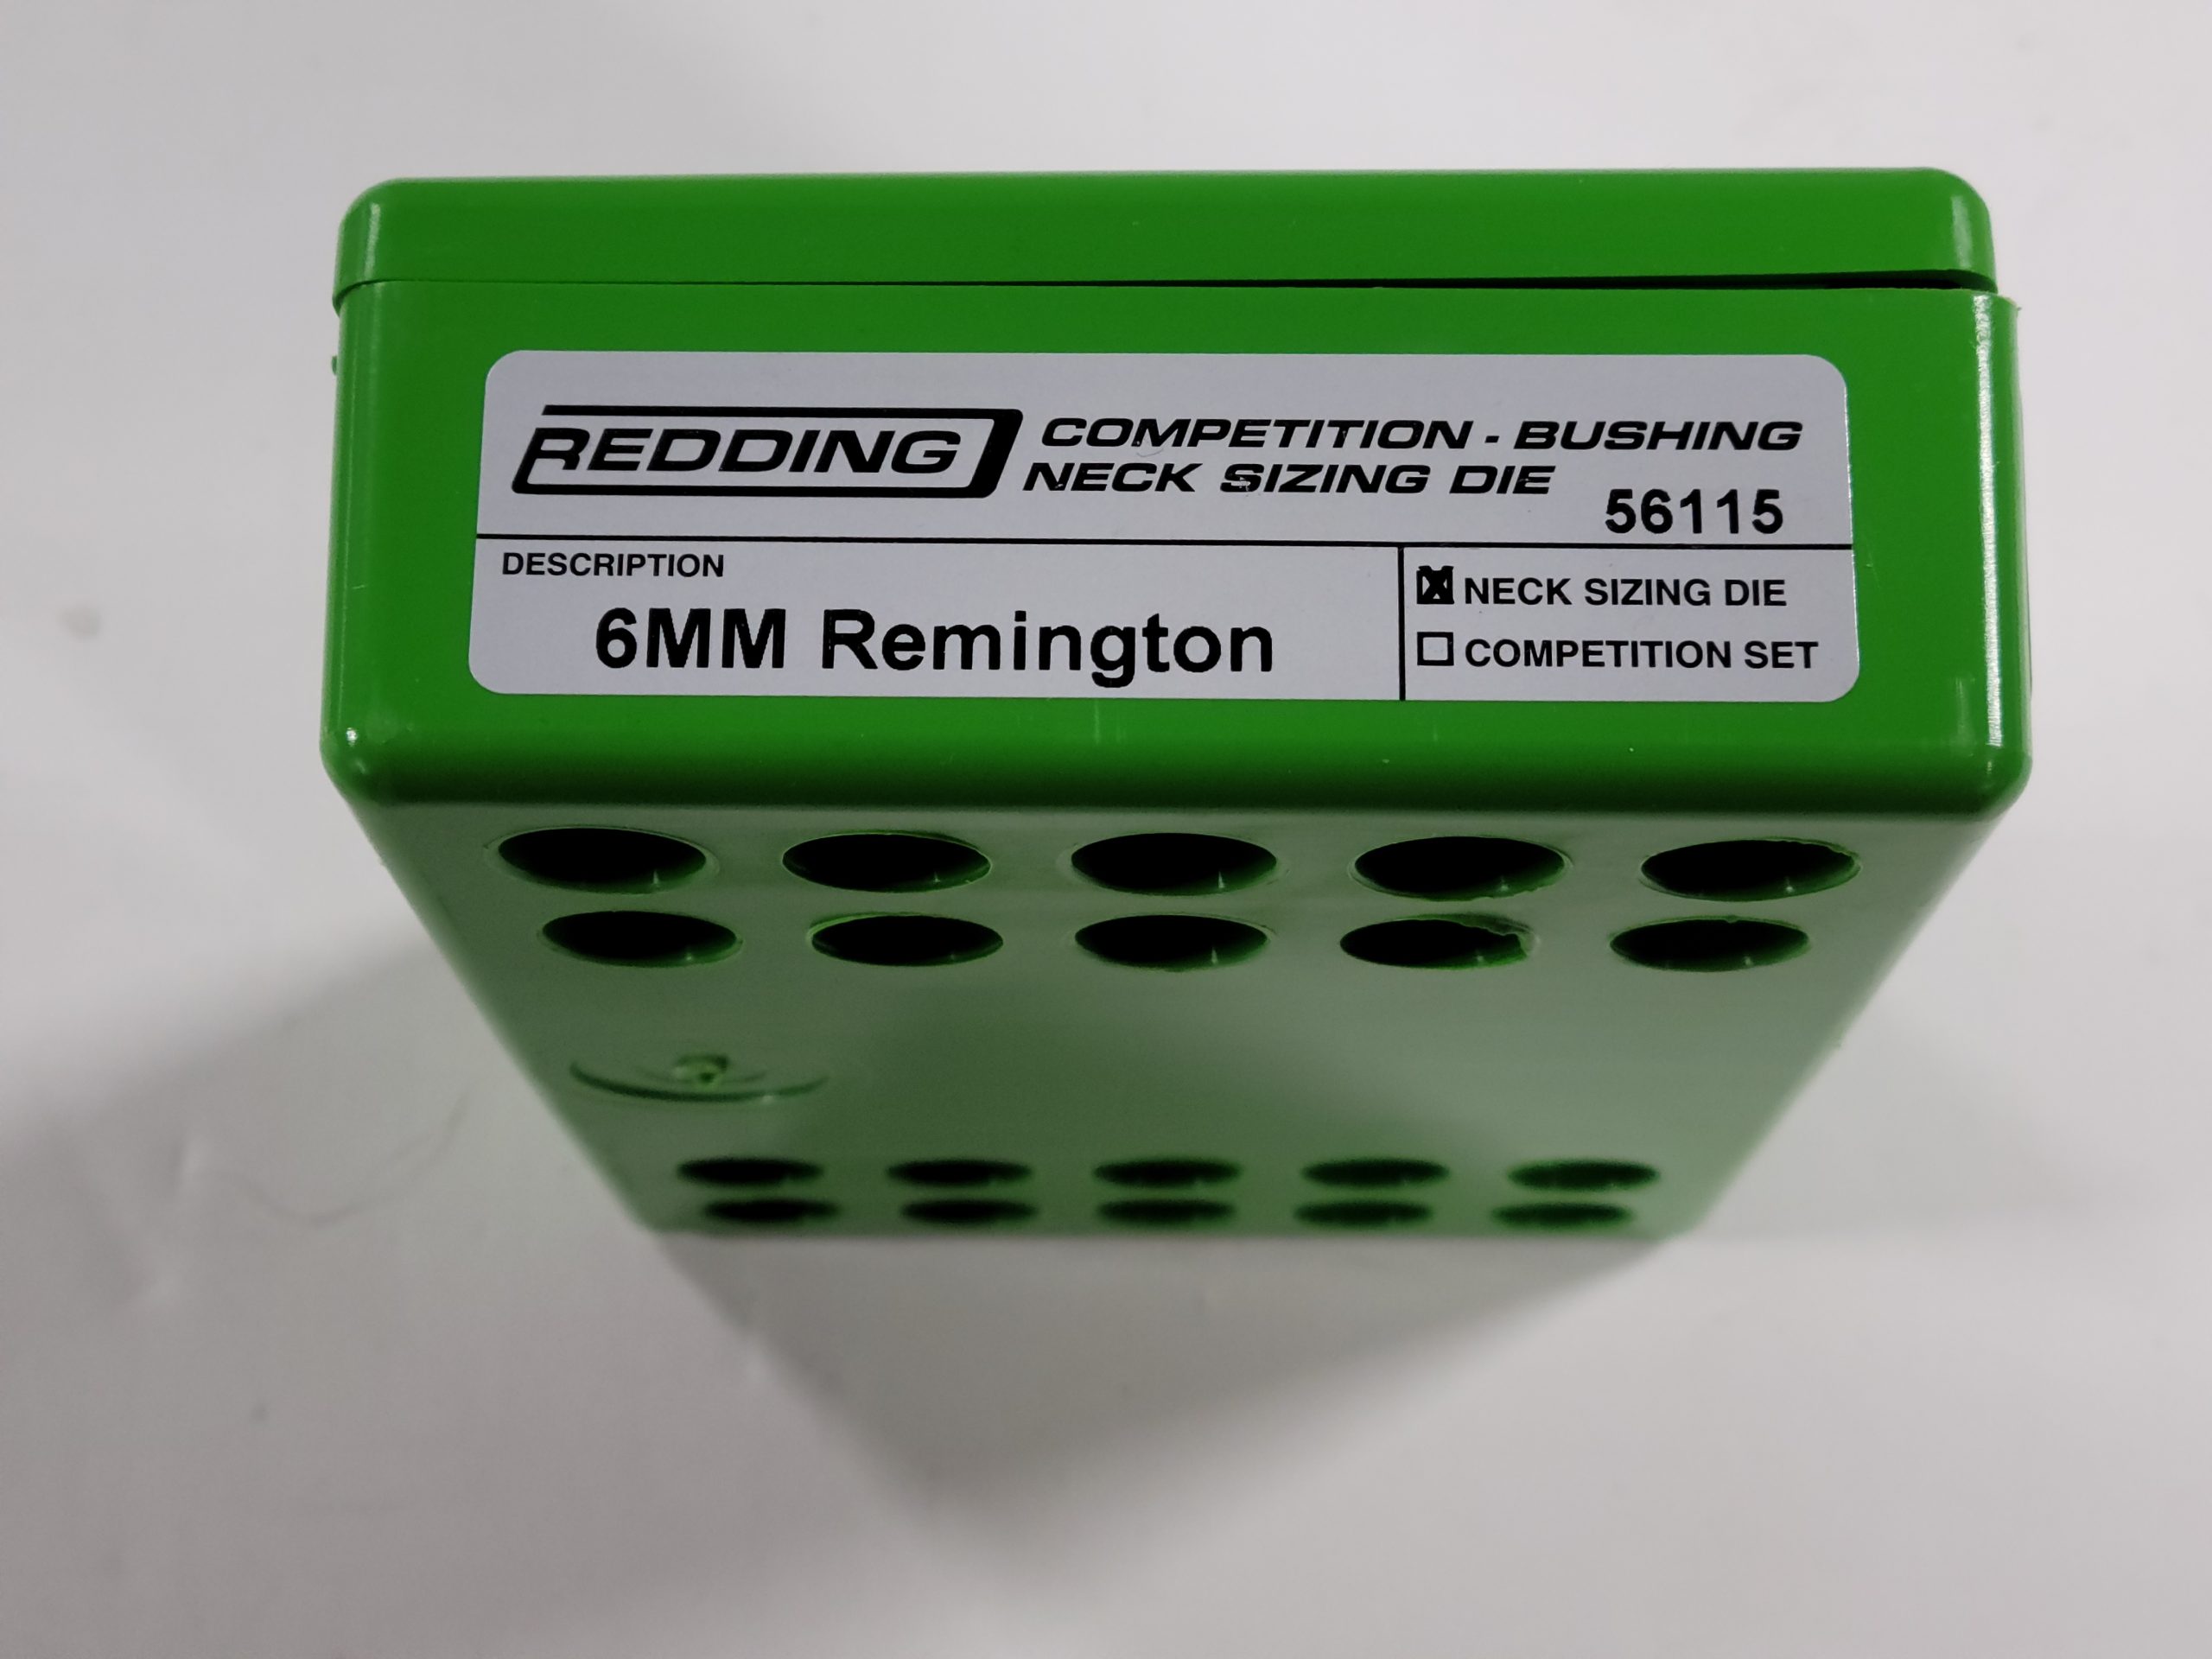 REDDING COMPETITION - BUSHING
NECK SIZING DIE
56115
DESCRIPTION
6MM Remington
NECK SIZING DIE
COMPETITION SET